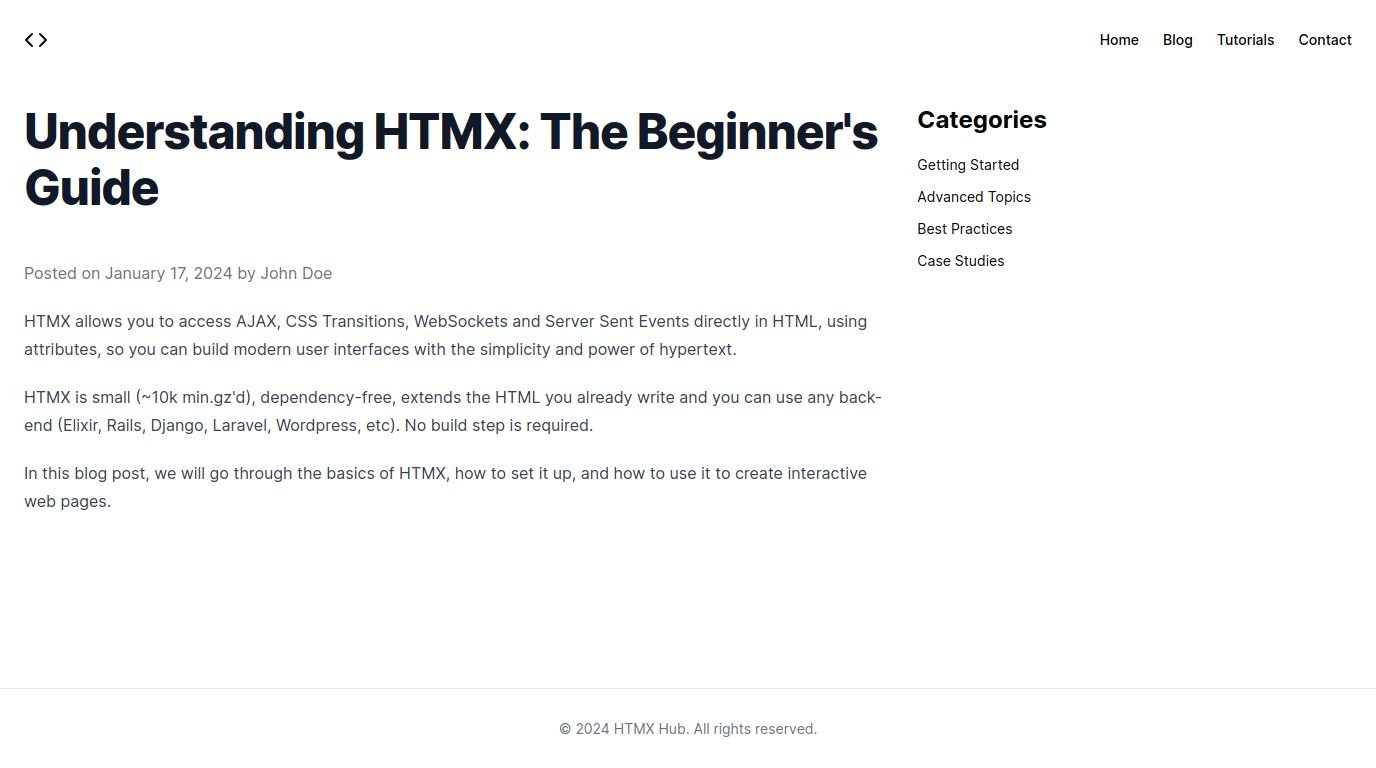 Home Blog Tutorials Contact
Understanding HTMX: The Beginner's
Guide
Posted on January 17, 2024 by John Doe
HTMX allows you to access AJAX, CSS Transitions, WebSockets and Server Sent Events directly in HTML, using
attributes, so you can build modern user interfaces with the simplicity and power of hypertext.
HTMX is small (~10k min.gz'd), dependency-free, extends the HTML you already write and you can use any back-
end (Elixir, Rails, Django, Laravel, Wordpress, etc). No build step is required.
In this blog post, we will go through the basics of HTMX, how to set it up, and how to use it to create interactive
web pages.
Categories
Getting Started
Advanced Topics
Best Practices
Case Studies
© 2024 HTMX Hub. All rights reserved.